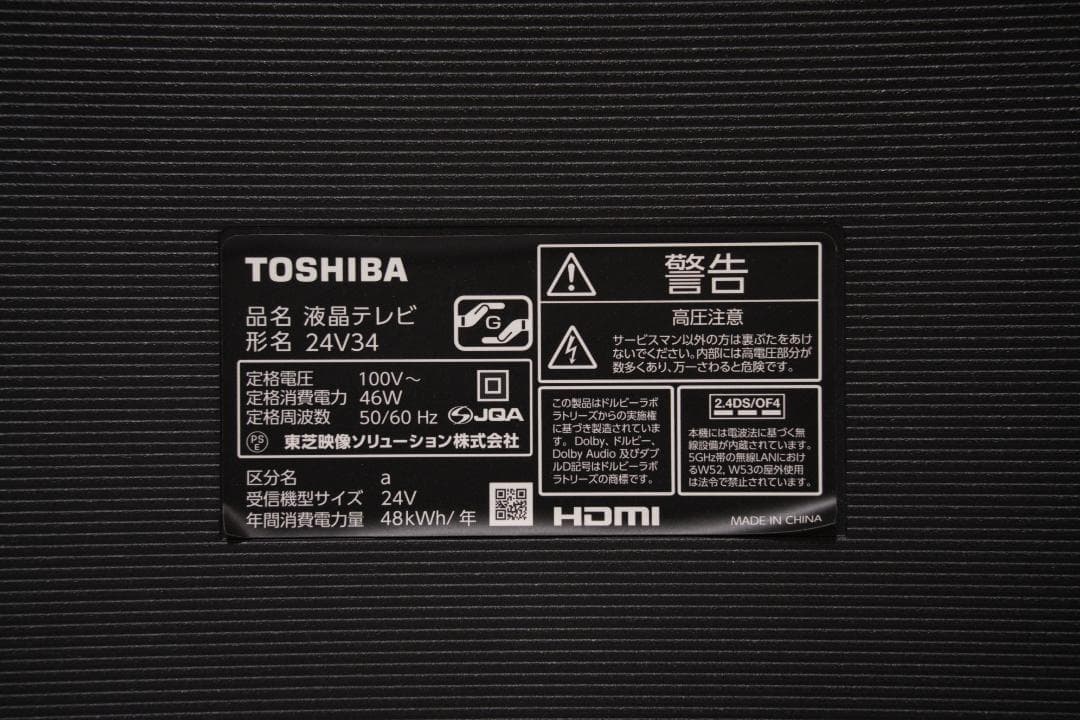 TOSHIBA
品名 液晶テレビ
形名 24V34
G
定格電圧 100V～
定格消費電力 46W
定格周波数 50/60 Hz JQA
PS
E 東芝映像ソリューション株式会社
区分名 a
受信機型サイズ 24V
年間消費電力量 48kWh/年
警告
高圧注意
サービスマン以外の方は裏ぶたをあけ
ないでください。内部には高電圧部分が
数多くあり、万一さわると危険です。
この製品はドルビーラボ
ラトリーズからの実施権
に基づき製造されていま
す。Dolby、ドルビー、
Dolby Audio 及びダブ
ルD記号はドルビーラボ
ラトリーズの商標です。
2.4DS/OF4
本機には電波法に基づく無
線設備が内蔵されています。
5GHz帯の無線LANにおけ
るW52, W53の屋外使用
は法令で禁止されています。
HDMI
MADE IN CHINA